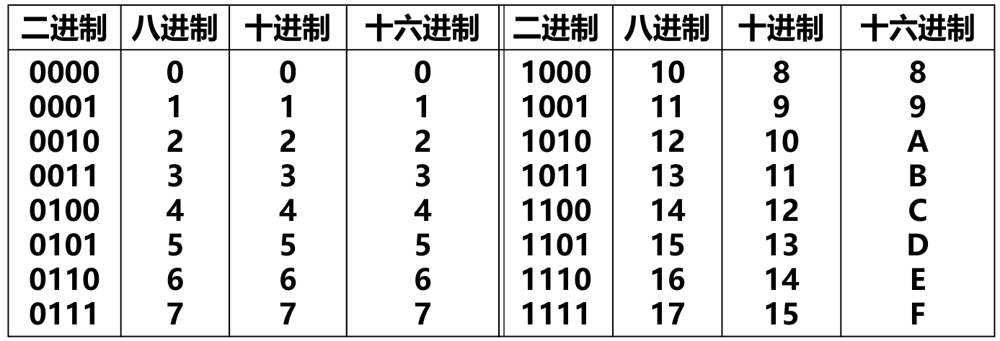 二进制 八进制 十进制 十六进制 二进制 八进制 十进制 十六进制
0000 0 0 0 1000 10 8 8
0001 1 1 1 1001 11 9 9
0010 2 2 2 1010 12 10 A
0011 3 3 3 1011 13 11 B
0100 4 4 4 1100 14 12 C
0101 5 5 5 1101 15 13 D
0110 6 6 6 1110 16 14 E
0111 7 7 7 1111 17 15 F